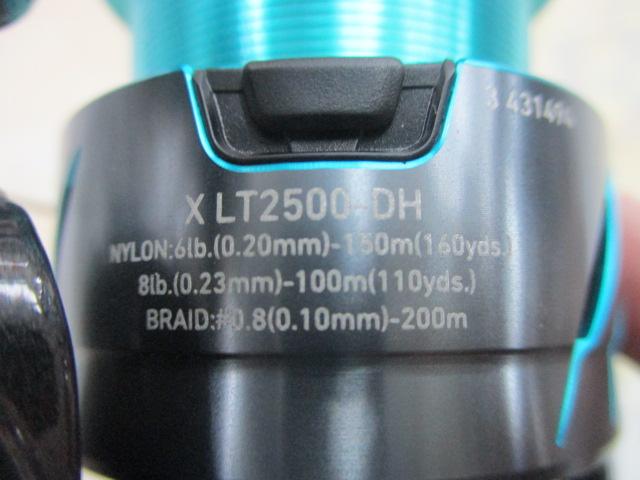 3 431494
X LT2500-DH
NYLON:6lb.(0.20mm)-150m(160yds.)
8lb.(0.23mm)-100m(110yds.)
BRAID:#0.8(0.10mm)-200m